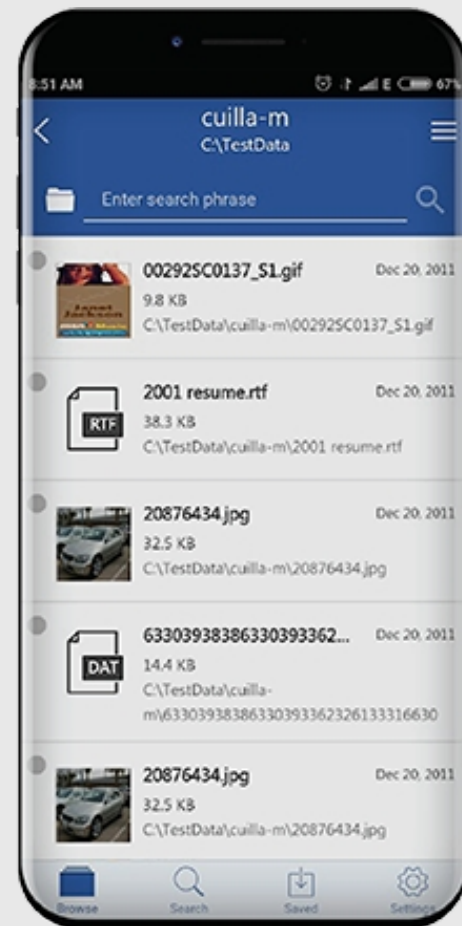 8:51 AM
E
67%
cuilla-m
C:\TestData
Enter search phrase
Janet
Jackson
00292SC0137_S1.gif
Dec 20, 2011
9.8 KB
C:\TestData\cuilla-m\00292SC0137_S1.gif
RTF
2001 resume.rtf
Dec 20, 2011
38.3 KB
C:\TestData\cuilla-m\2001 resume.rtf
20876434.jpg
Dec 20, 2011
32.5 KB
C:\TestData\cuilla-m\20876434.jpg
DAT
63303938386330393362...
Dec 20, 2011
14.4 KB
C:\TestData\cuilla-
m\63303938386330393362326133316630
20876434.jpg
Dec 20, 2011
32.5 KB
C:\TestData\cuilla-m\20876434.jpg
Browse
Search
Saved
Settings